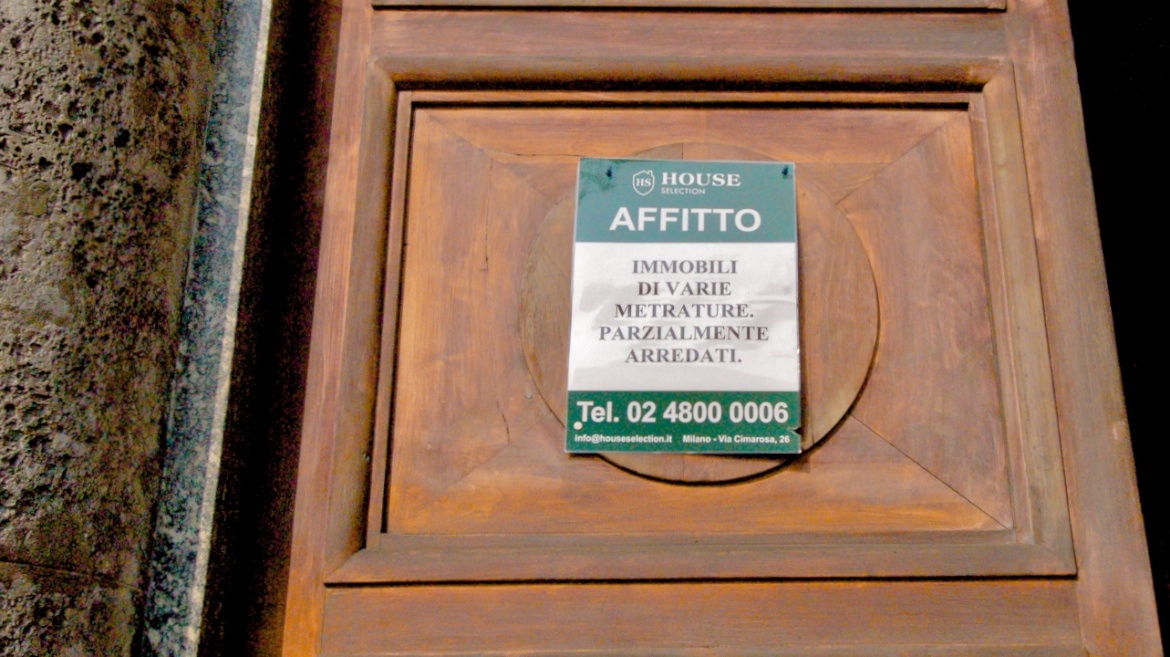 HS HOUSE
SELECTION
AFFITTO
IMMOBILI
DI VARIE
METRATURE.
PARZIALMENTE
ARREDATI.
Tel. 02 4800 0006
info@houseselection.it Milano - Via Cimarosa, 26